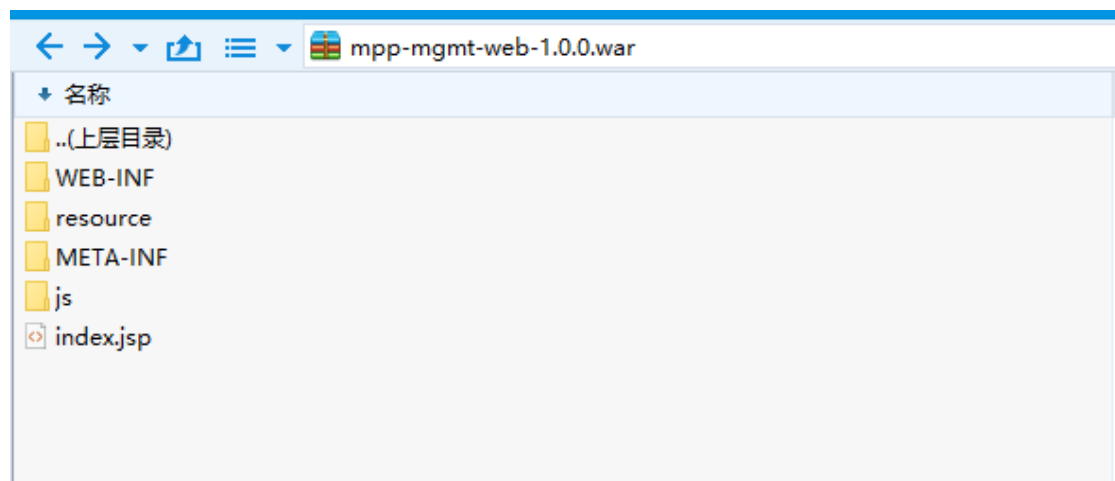 mpp-mgmt-web-1.0.0.war
名称
..(上层目录)
WEB-INF
resource
META-INF
js
index.jsp